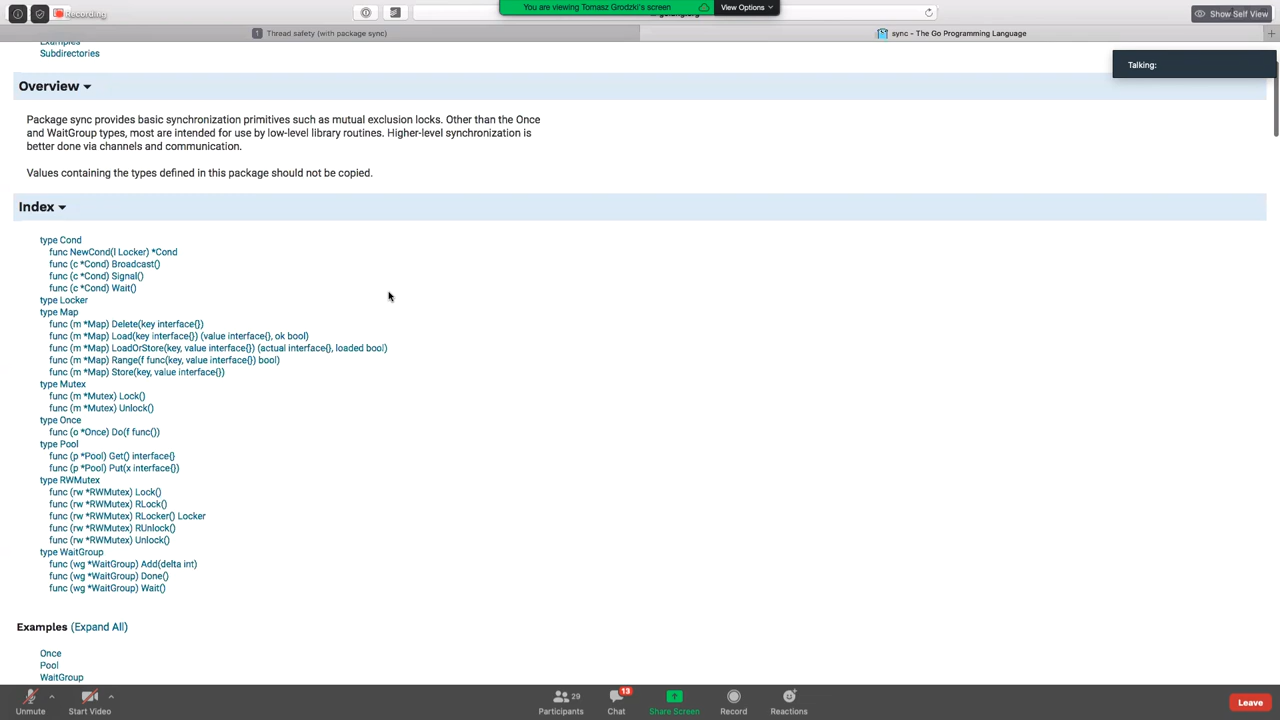 Recording
You are viewing Tomasz Grodzki's screen
View Options
Show Self View
1 Thread safety (with package sync)
sync - The Go Programming Language
Talking:
Subdirectories
Overview
Package sync provides basic synchronization primitives such as mutual exclusion locks. Other than the Once
and WaitGroup types, most are intended for use by low-level library routines. Higher-level synchronization is
better done via channels and communication.
Values containing the types defined in this package should not be copied.
Index
type Cond
func NewCond(l Locker) *Cond
func (c *Cond) Broadcast()
func (c *Cond) Signal()
func (c *Cond) Wait()
type Locker
type Map
func (m *Map) Delete(key interface{})
func (m *Map) Load(key interface{}) (value interface{}, ok bool)
func (m *Map) LoadOrStore(key, value interface{}) (actual interface{}, loaded bool)
func (m *Map) Range(f func(key, value interface{}) bool)
func (m *Map) Store(key, value interface{})
type Mutex
func (m *Mutex) Lock()
func (m *Mutex) Unlock()
type Once
func (o *Once) Do(f func())
type Pool
func (p *Pool) Get() interface{}
func (p *Pool) Put(x interface{})
type RWMutex
func (rw *RWMutex) Lock()
func (rw *RWMutex) RLock()
func (rw *RWMutex) RLocker() Locker
func (rw *RWMutex) RUnlock()
func (rw *RWMutex) Unlock()
type WaitGroup
func (wg *WaitGroup) Add(delta int)
func (wg *WaitGroup) Done()
func (wg *WaitGroup) Wait()
Examples (Expand All)
Once
Pool
WaitGroup
29
13
Unmute
Start Video
Participants
Chat
Share Screen
Record
Reactions
Leave